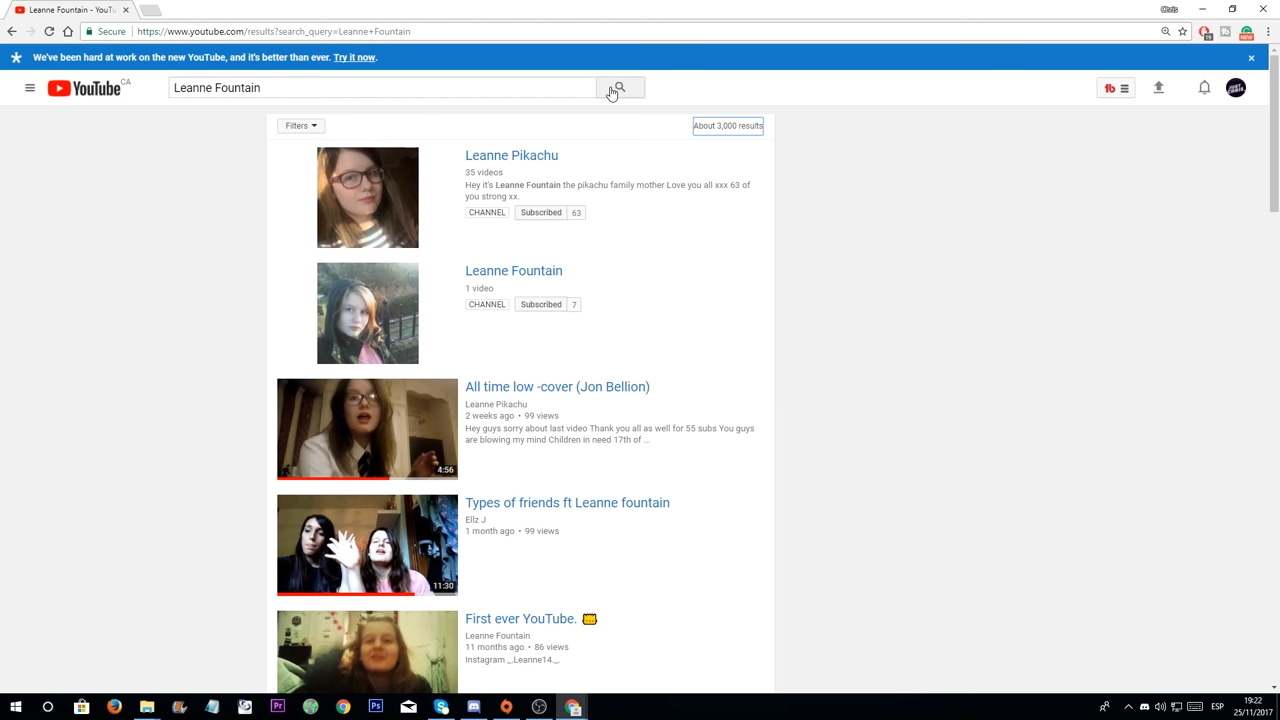 Leanne Fountain - YouTu
Chris
Secure
https://www.youtube.com/results?search_query=Leanne+Fountain
19
NEW
We've been hard at work on the new YouTube, and it's better than ever. Try it now.
YouTube CA
Leanne Fountain
Filters
About 3,000 results
Leanne Pikachu
35 videos
Hey it's Leanne Fountain the pikachu family mother Love you all xxx 63 of
you strong xx.
CHANNEL Subscribed 63
Leanne Fountain
1 video
CHANNEL Subscribed 7
All time low -cover (Jon Bellion)
Leanne Pikachu
2 weeks ago • 99 views
Hey guys sorry about last video Thank you all as well for 55 subs You guys
are blowing my mind Children in need 17th of ...
4:56
Types of friends ft Leanne fountain
Ellz J
1 month ago • 99 views
11:30
First ever YouTube.
Leanne Fountain
11 months ago • 86 views
Instagram _.Leanne14._.
Pr
Ps
ESP
19:22
25/11/2017